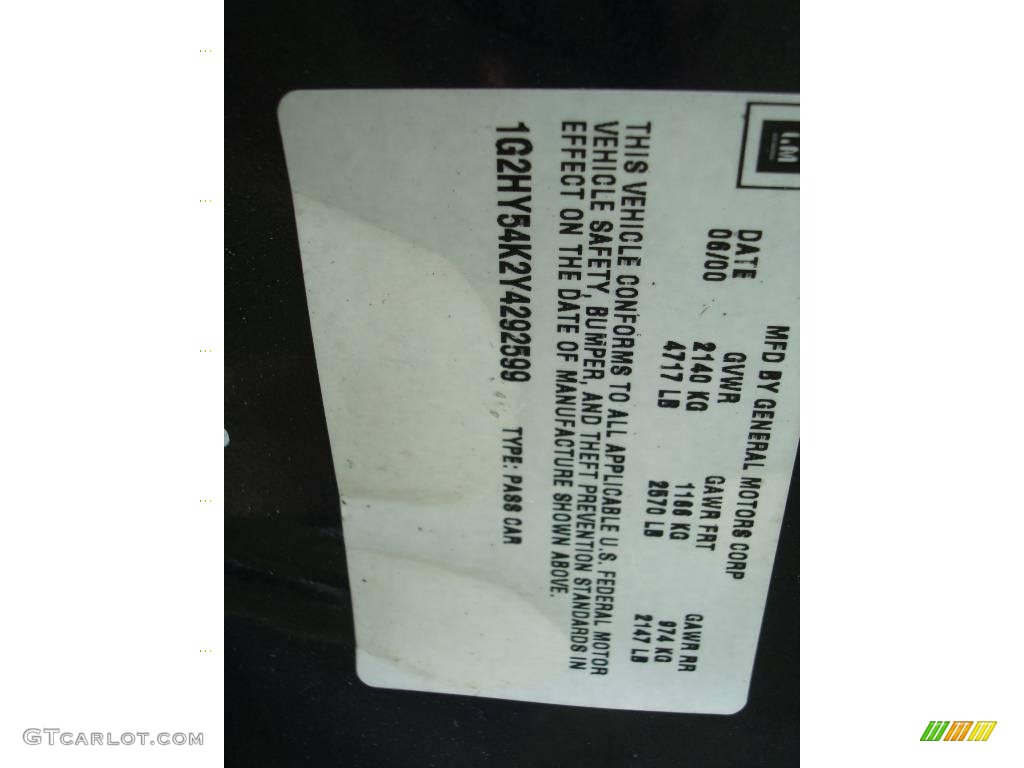 GM
MFD BY GENERAL MOTORS CORP
DATE
06/00
GVWR
2140 KG
4717 LB
GAWR FRT
1166 KG
2570 LB
GAWR RR
974 KG
2147 LB
THIS VEHICLE CONFORMS TO ALL APPLICABLE U.S. FEDERAL MOTOR
VEHICLE SAFETY, BUMPER, AND THEFT PREVENTION STANDARDS IN
EFFECT ON THE DATE OF MANUFACTURE SHOWN ABOVE.
1G2HY54K2Y4292599 TYPE: PASS CAR
GTCARLOT.COM